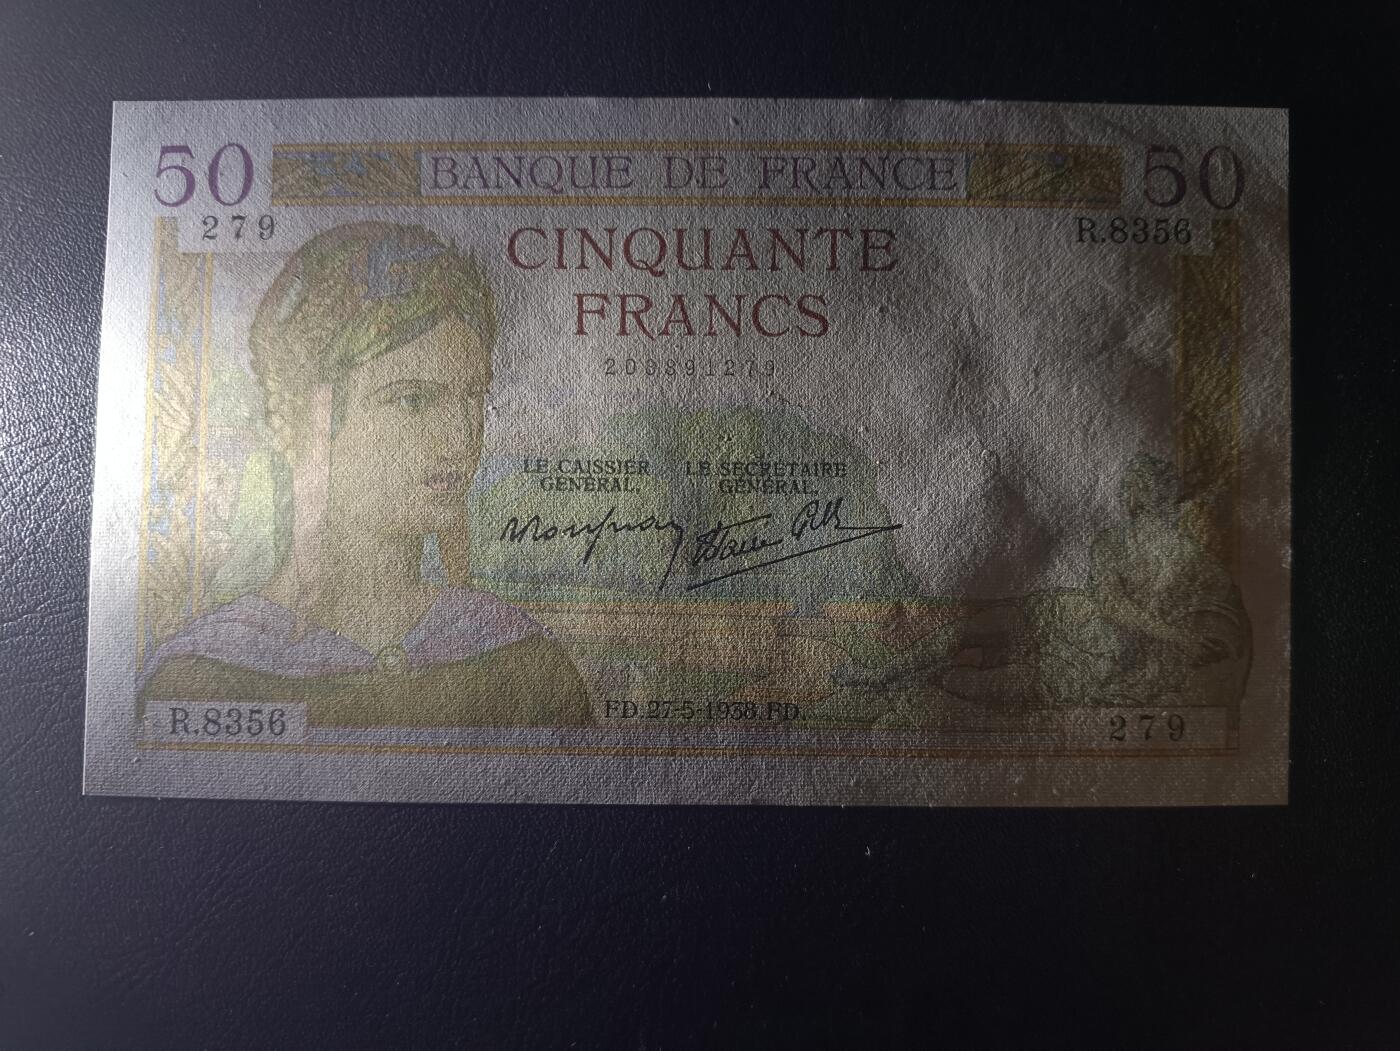 50 BANQUE DE FRANCE 50
279 R.8356
CINQUANTE
FRANCS
208891279
LE CAISSIER LE SECRÉTAIRE
GÉNÉRAL, GÉNÉRAL,
FD.27-5-1938.FD.
R.8356 279